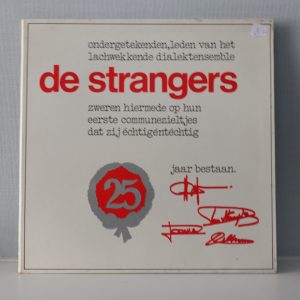 ondergetekenden,leden van het
lachwekkende dialektensemble
de strangers
zweren hiermede op hun
eerste communezieltjes
dat zij échtigéntéchtig
25
jaar bestaan.